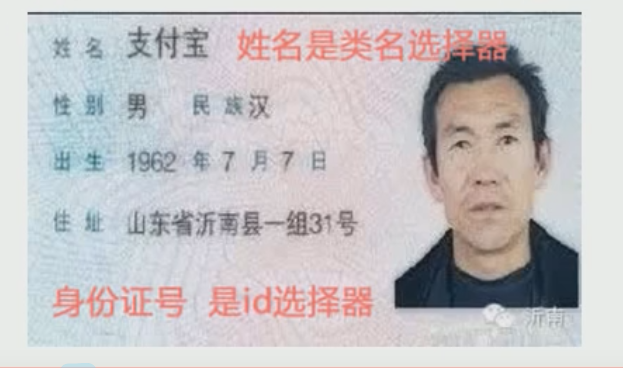 姓名 支付宝 姓名是类名选择器
性别 男 民族汉
出生 1962 年 7 月 7 日
住址 山东省沂南县一组31号
身份证号 是id选择器
沂南